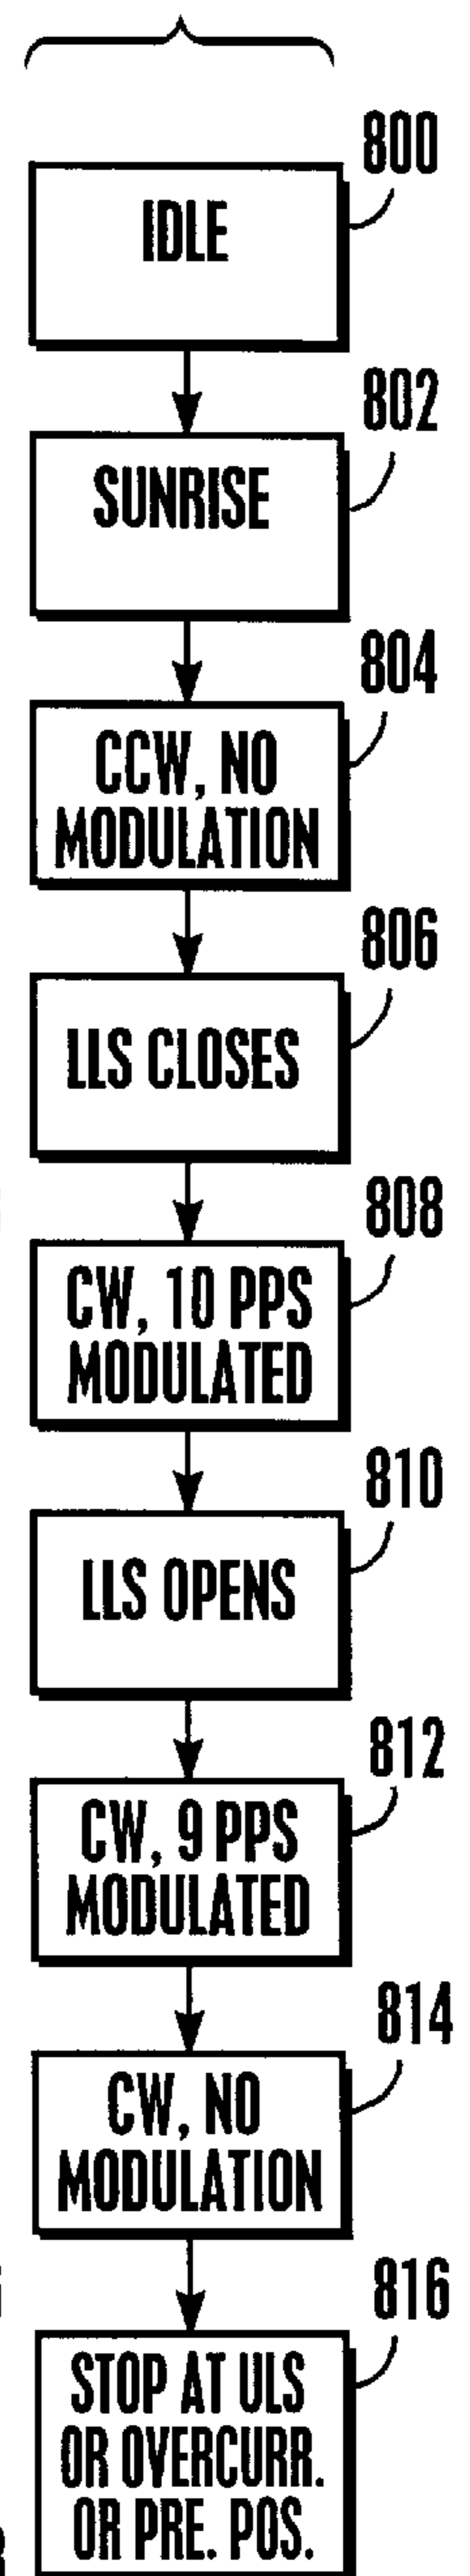 800
IDLE
802
SUNRISE
804
CCW, NO
MODULATION
806
LLS CLOSES
808
CW, 10 PPS
MODULATED
810
LLS OPENS
812
CW, 9 PPS
MODULATED
814
CW, NO
MODULATION
816
STOP AT ULS
OR OVERCURR.
OR PRE. POS.